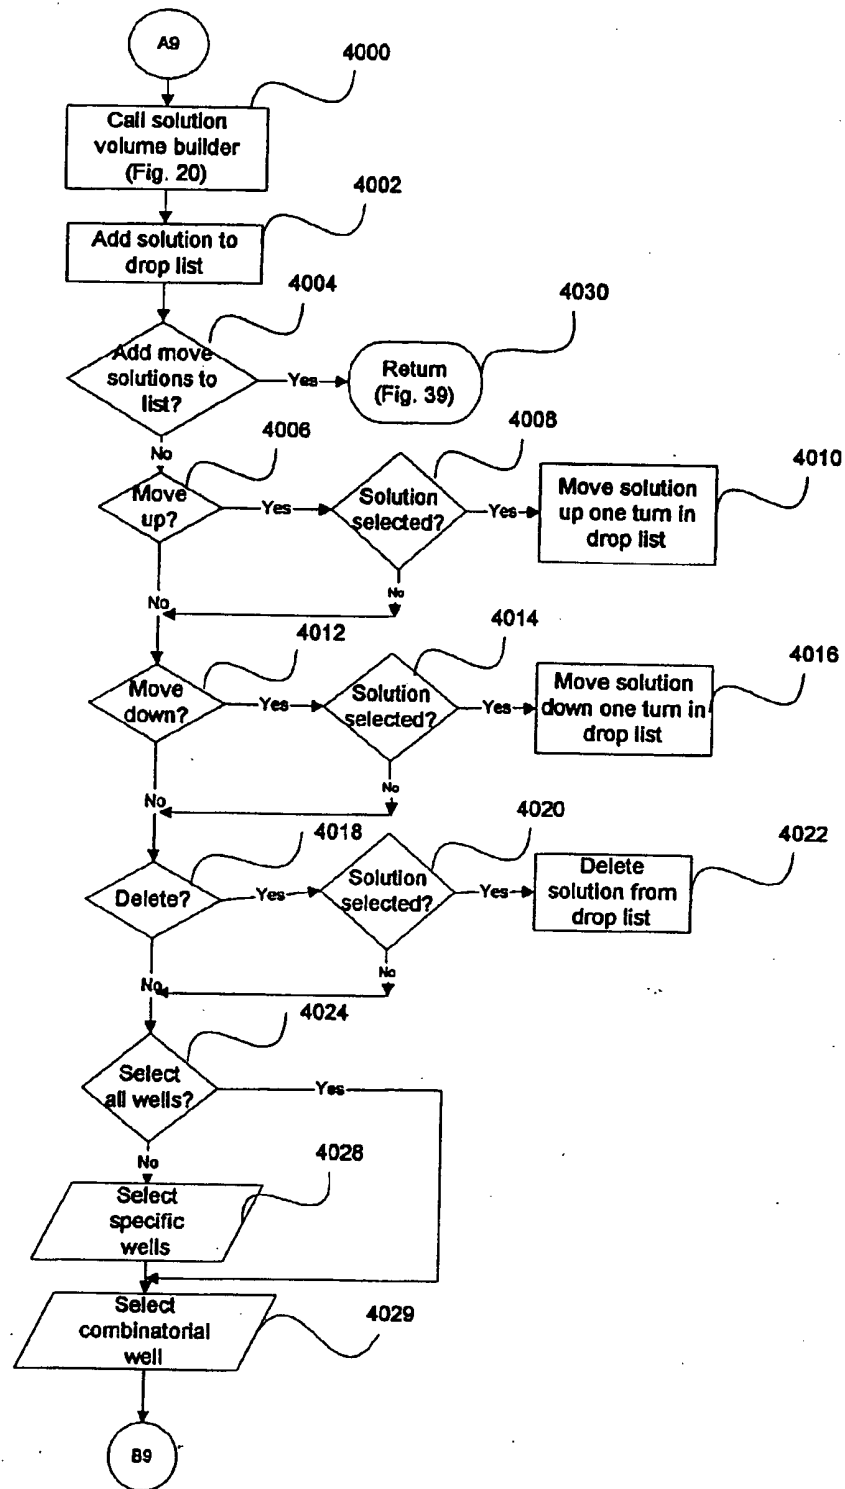 A9
4000
Call solution
volume builder
(Fig. 20)
4002
Add solution to
drop list
4004
Add move
solutions to
list?
Yes
4030
Return
(Fig. 39)
No
4006
Move
up?
Yes
4008
Solution
selected?
Yes
4010
Move solution
up one turn in
drop list
No
No
4012
Move
down?
Yes
4014
Solution
selected?
Yes
4016
Move solution
down one turn in
drop list
No
No
4018
Delete?
Yes
4020
Solution
selected?
Yes
4022
Delete
solution from
drop list
No
No
4024
Select
all wells?
Yes
No
4028
Select
specific
wells
Select
combinatorial
well
4029
B9